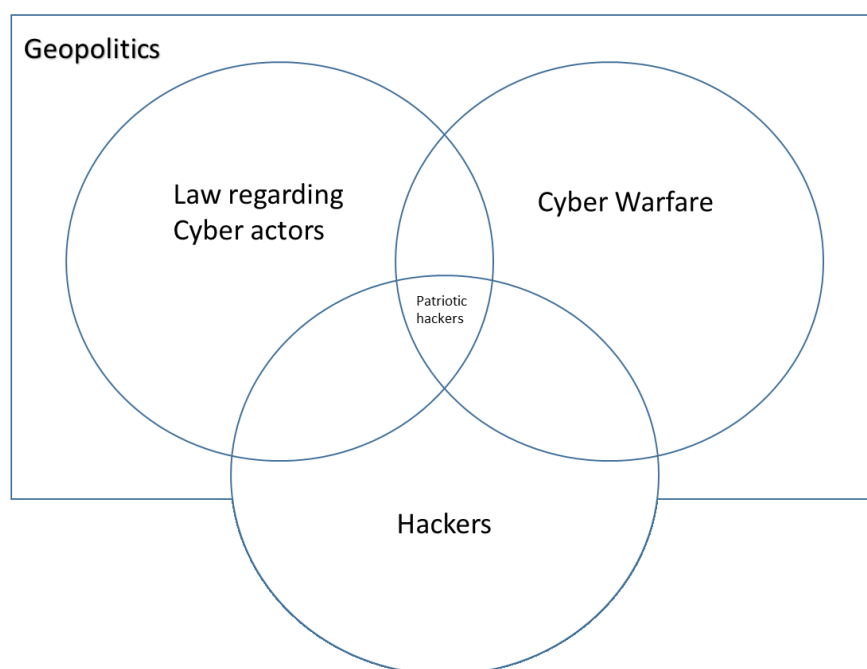 Geopolitics
Law regarding
Cyber actors
Cyber Warfare
Patriotic
hackers
Hackers